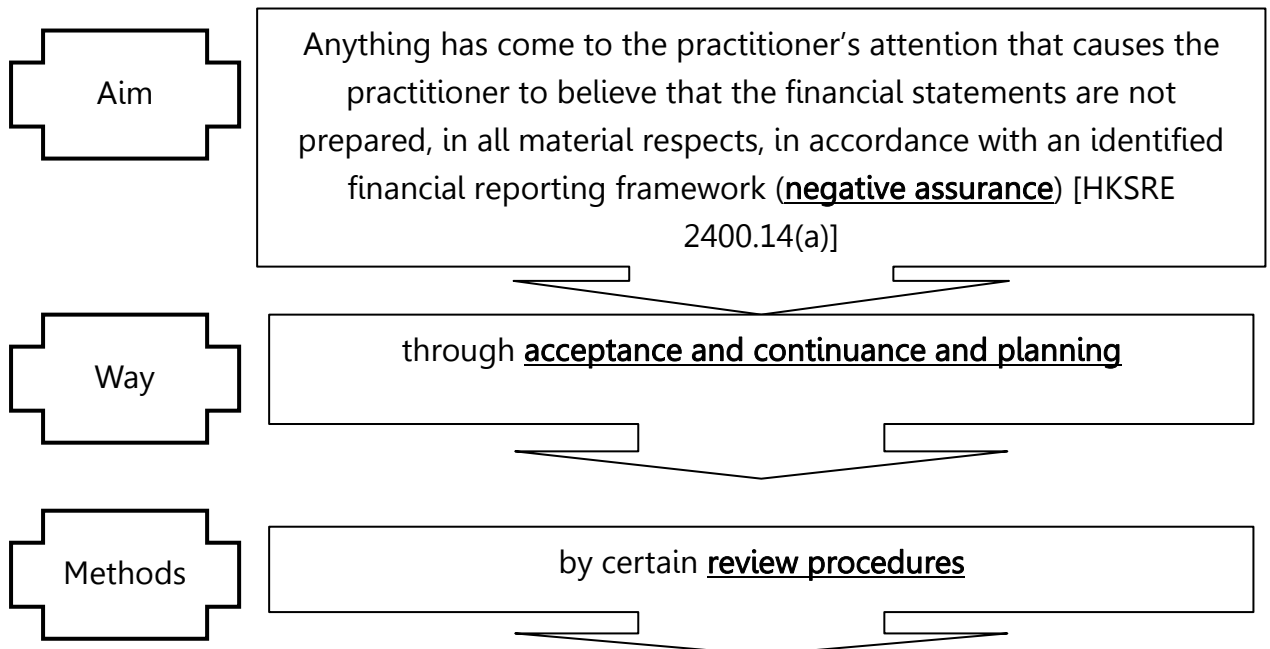 Aim
Anything has come to the practitioner’s attention that causes the
practitioner to believe that the financial statements are not
prepared, in all material respects, in accordance with an identified
financial reporting framework (negative assurance) [HKSRE
2400.14(a)]
Way
through acceptance and continuance and planning
Methods
by certain review procedures